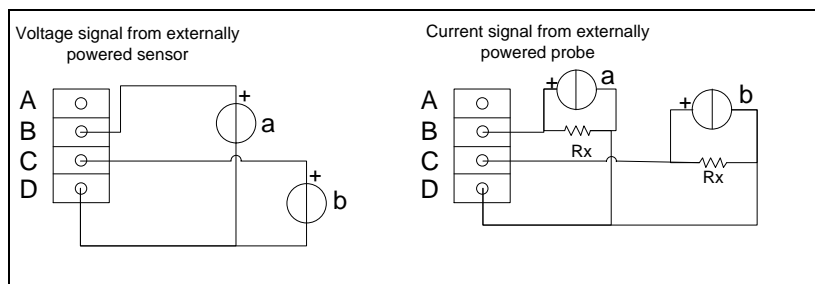 Voltage signal from externally
powered sensor
A
B
C
D
+
a
+
b
Current signal from externally
powered probe
A
B
C
D
+
a
Rx
+
b
Rx